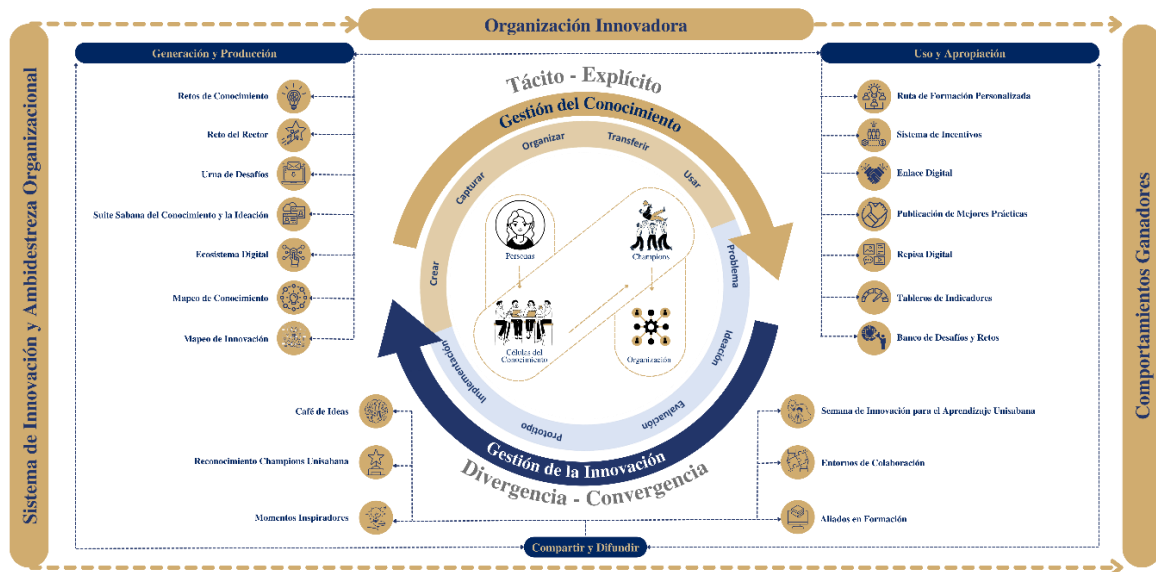 Organización Innovadora
Sistema de Innovación y Ambidestreza Organizacional
Comportamientos Ganadores
Generación y Producción
Retos de Conocimiento
Reto del Rector
Urna de Desafíos
Suite Sabana del Conocimiento y la Ideación
Ecosistema Digital
Mapeo de Conocimiento
Mapeo de Innovación
Tácito - Explícito
Gestión del Conocimiento
Crear
Capturar
Organizar
Transferir
Usar
Problema
Ideación
Evaluación
Prototipo
Implementación
Personas
Champions
Células del
Conocimiento
Organización
Gestión de la Innovación
Divergencia - Convergencia
Uso y Apropiación
Ruta de Formación Personalizada
Sistema de Incentivos
Enlace Digital
Publicación de Mejores Prácticas
Repisa Digital
Tableros de Indicadores
Banco de Desafíos y Retos
Café de Ideas
Reconocimiento Champions Unisabana
Momentos Inspiradores
Semana de Innovación para el Aprendizaje Unisabana
Entornos de Colaboración
Aliados en Formación
Compartir y Difundir